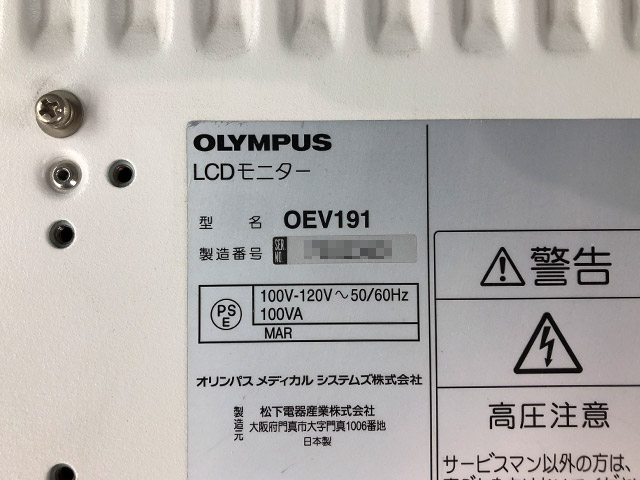 OLYMPUS
LCDモニター
型 名 OEV191
製造番号 SER. NO.
PS E
100V-120V～50/60Hz
100VA
MAR
オリンパス メディカル システムズ株式会社
製造元
松下電器産業株式会社
大阪府門真市大字門真1006番地
日本製
警告
高圧注意
サービスマン以外の方は、